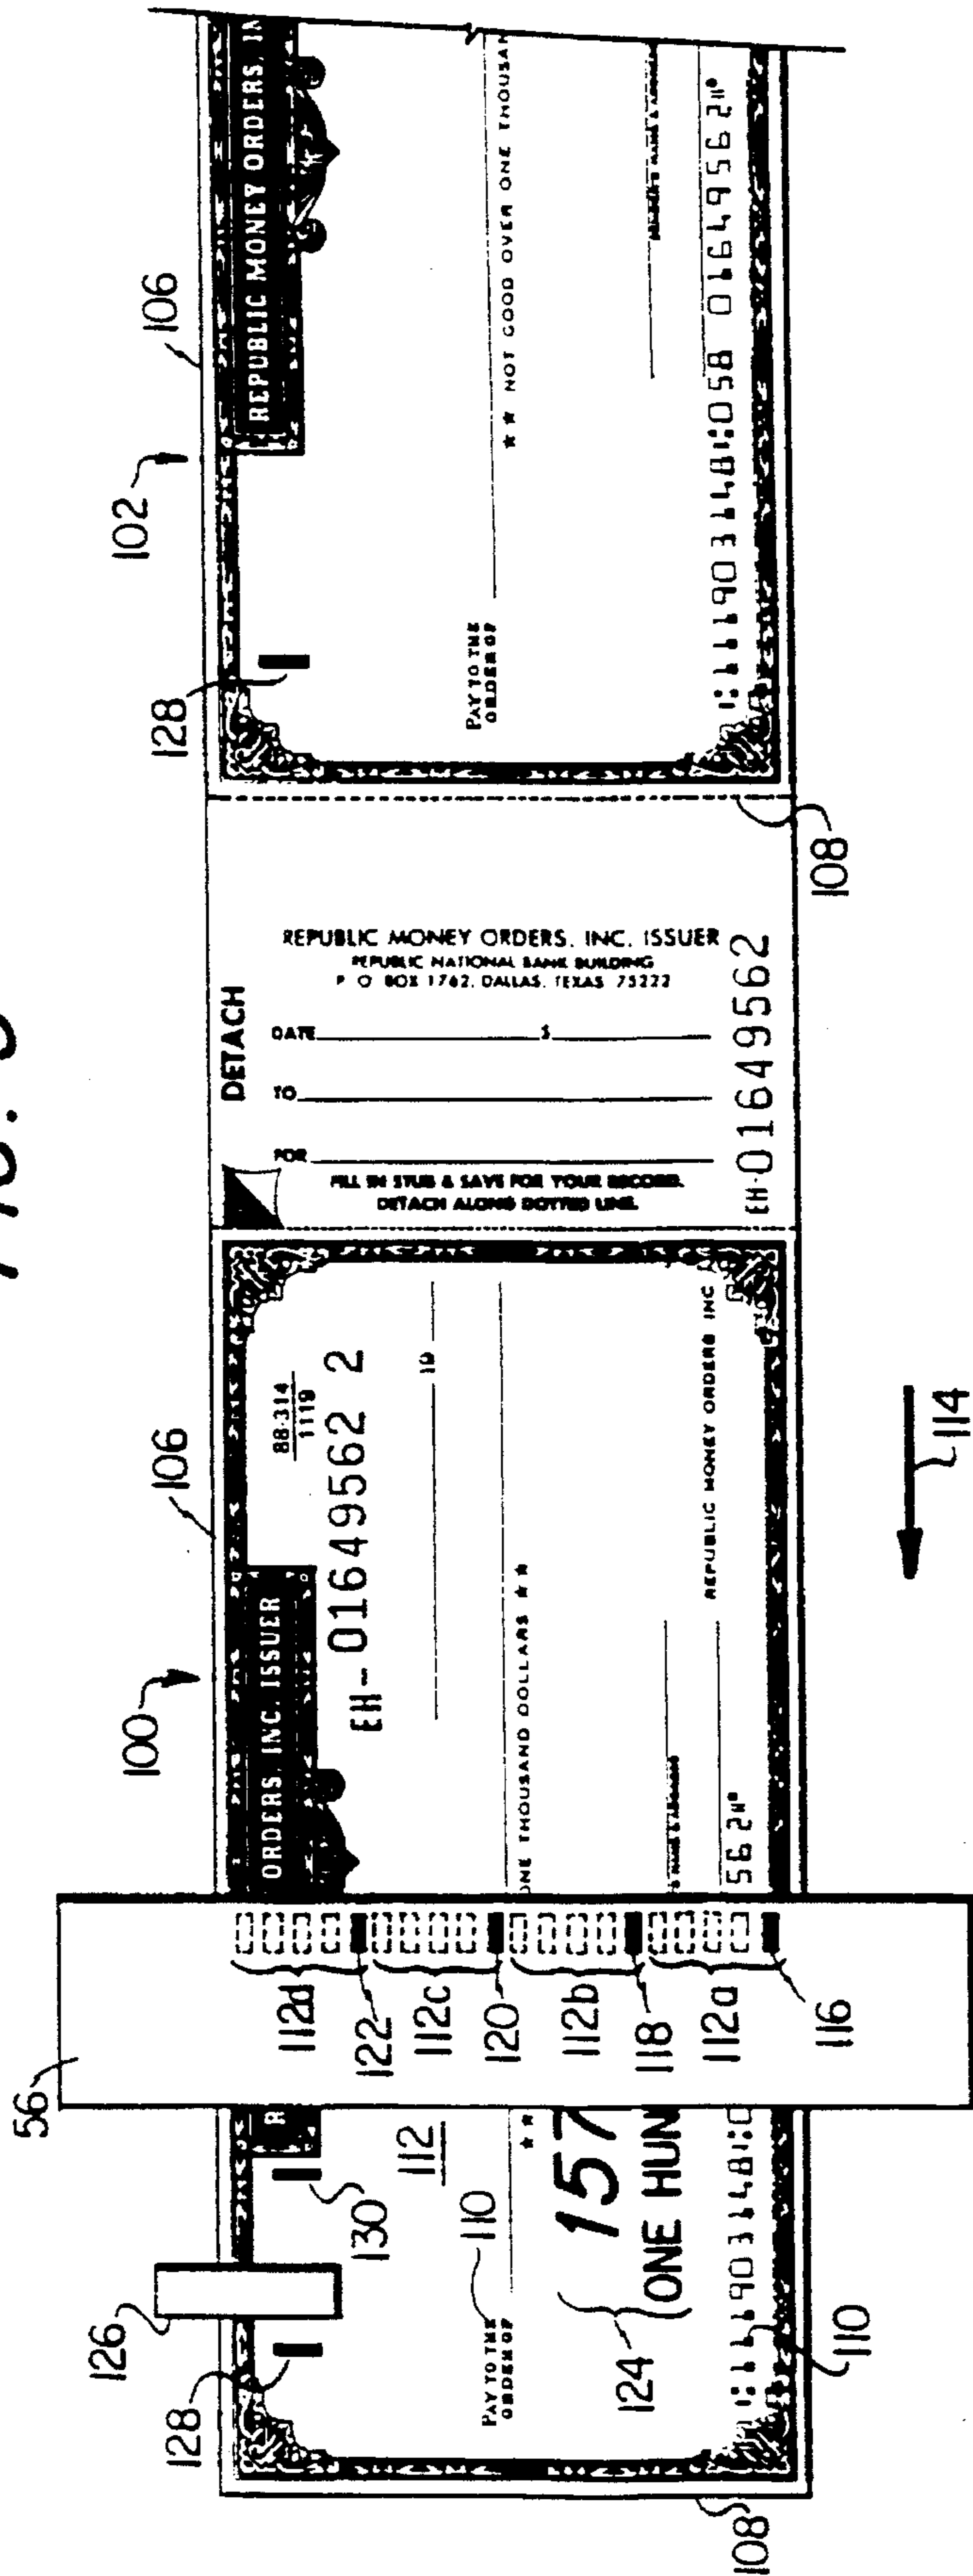 100
102
106
106
56
126
128
130
128
R
ORDERS, INC. ISSUER
REPUBLIC MONEY ORDERS, IN
88-314
1119
EH-01649562 2
19
112
110
PAY TO THE
ORDER OF
★★
ONE THOUSAND DOLLARS ★★
124
157
ONE HUN
REPUBLIC MONEY ORDERS INC
⑆111903148⑆0
56 2⑈
110
108
112d
122
112c
120
112b
118
112a
116
114
DETACH
REPUBLIC MONEY ORDERS, INC. ISSUER
REPUBLIC NATIONAL BANK BUILDING
P O BOX 1762, DALLAS, TEXAS 75222
DATE $
TO
FOR
FILL IN STUB & SAVE FOR YOUR RECORD.
DETACH ALONG DOTTED LINE.
EH-01649562
108
PAY TO THE
ORDER OF
★★ NOT GOOD OVER ONE THOUSAN
⑆111903148⑆058 01649562⑈